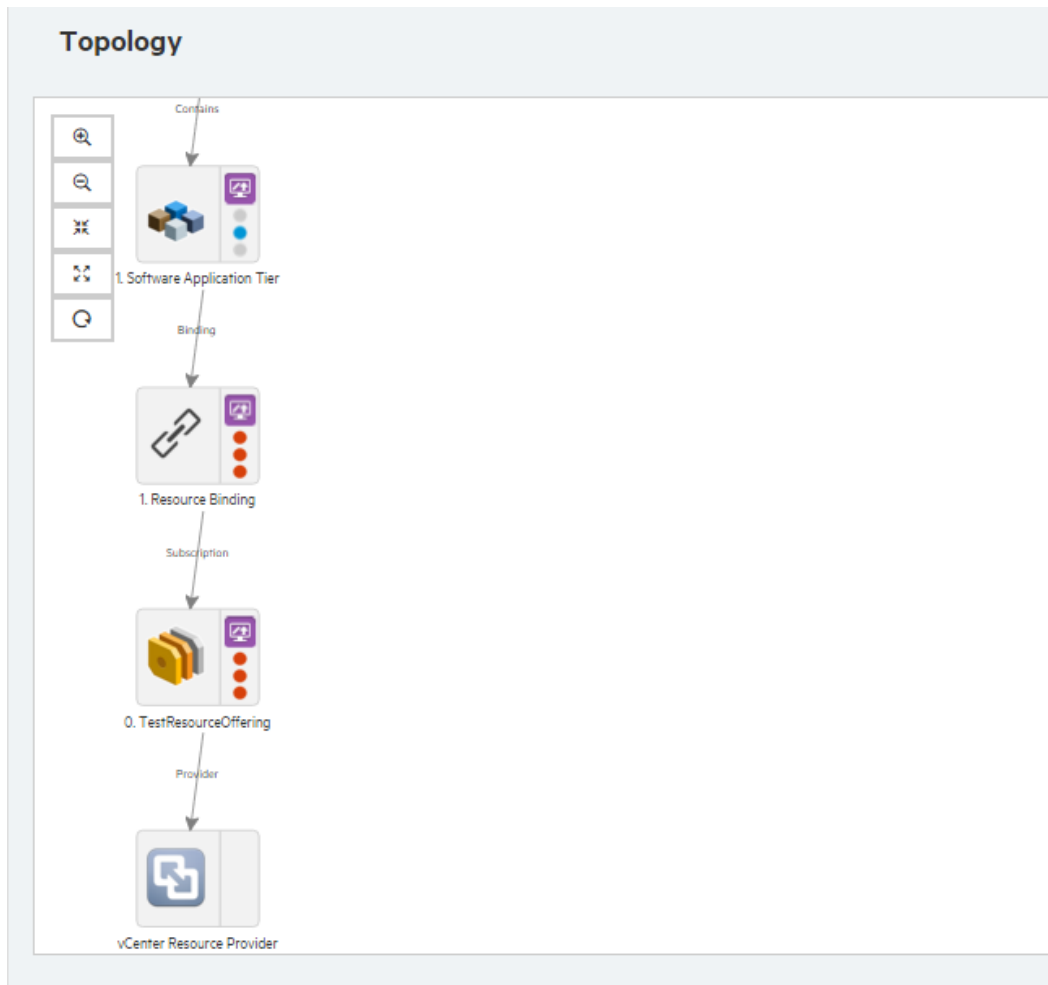 Topology
Contains
1. Software Application Tier
Binding
1. Resource Binding
Subscription
0. TestResourceOffering
Provider
vCenter Resource Provider